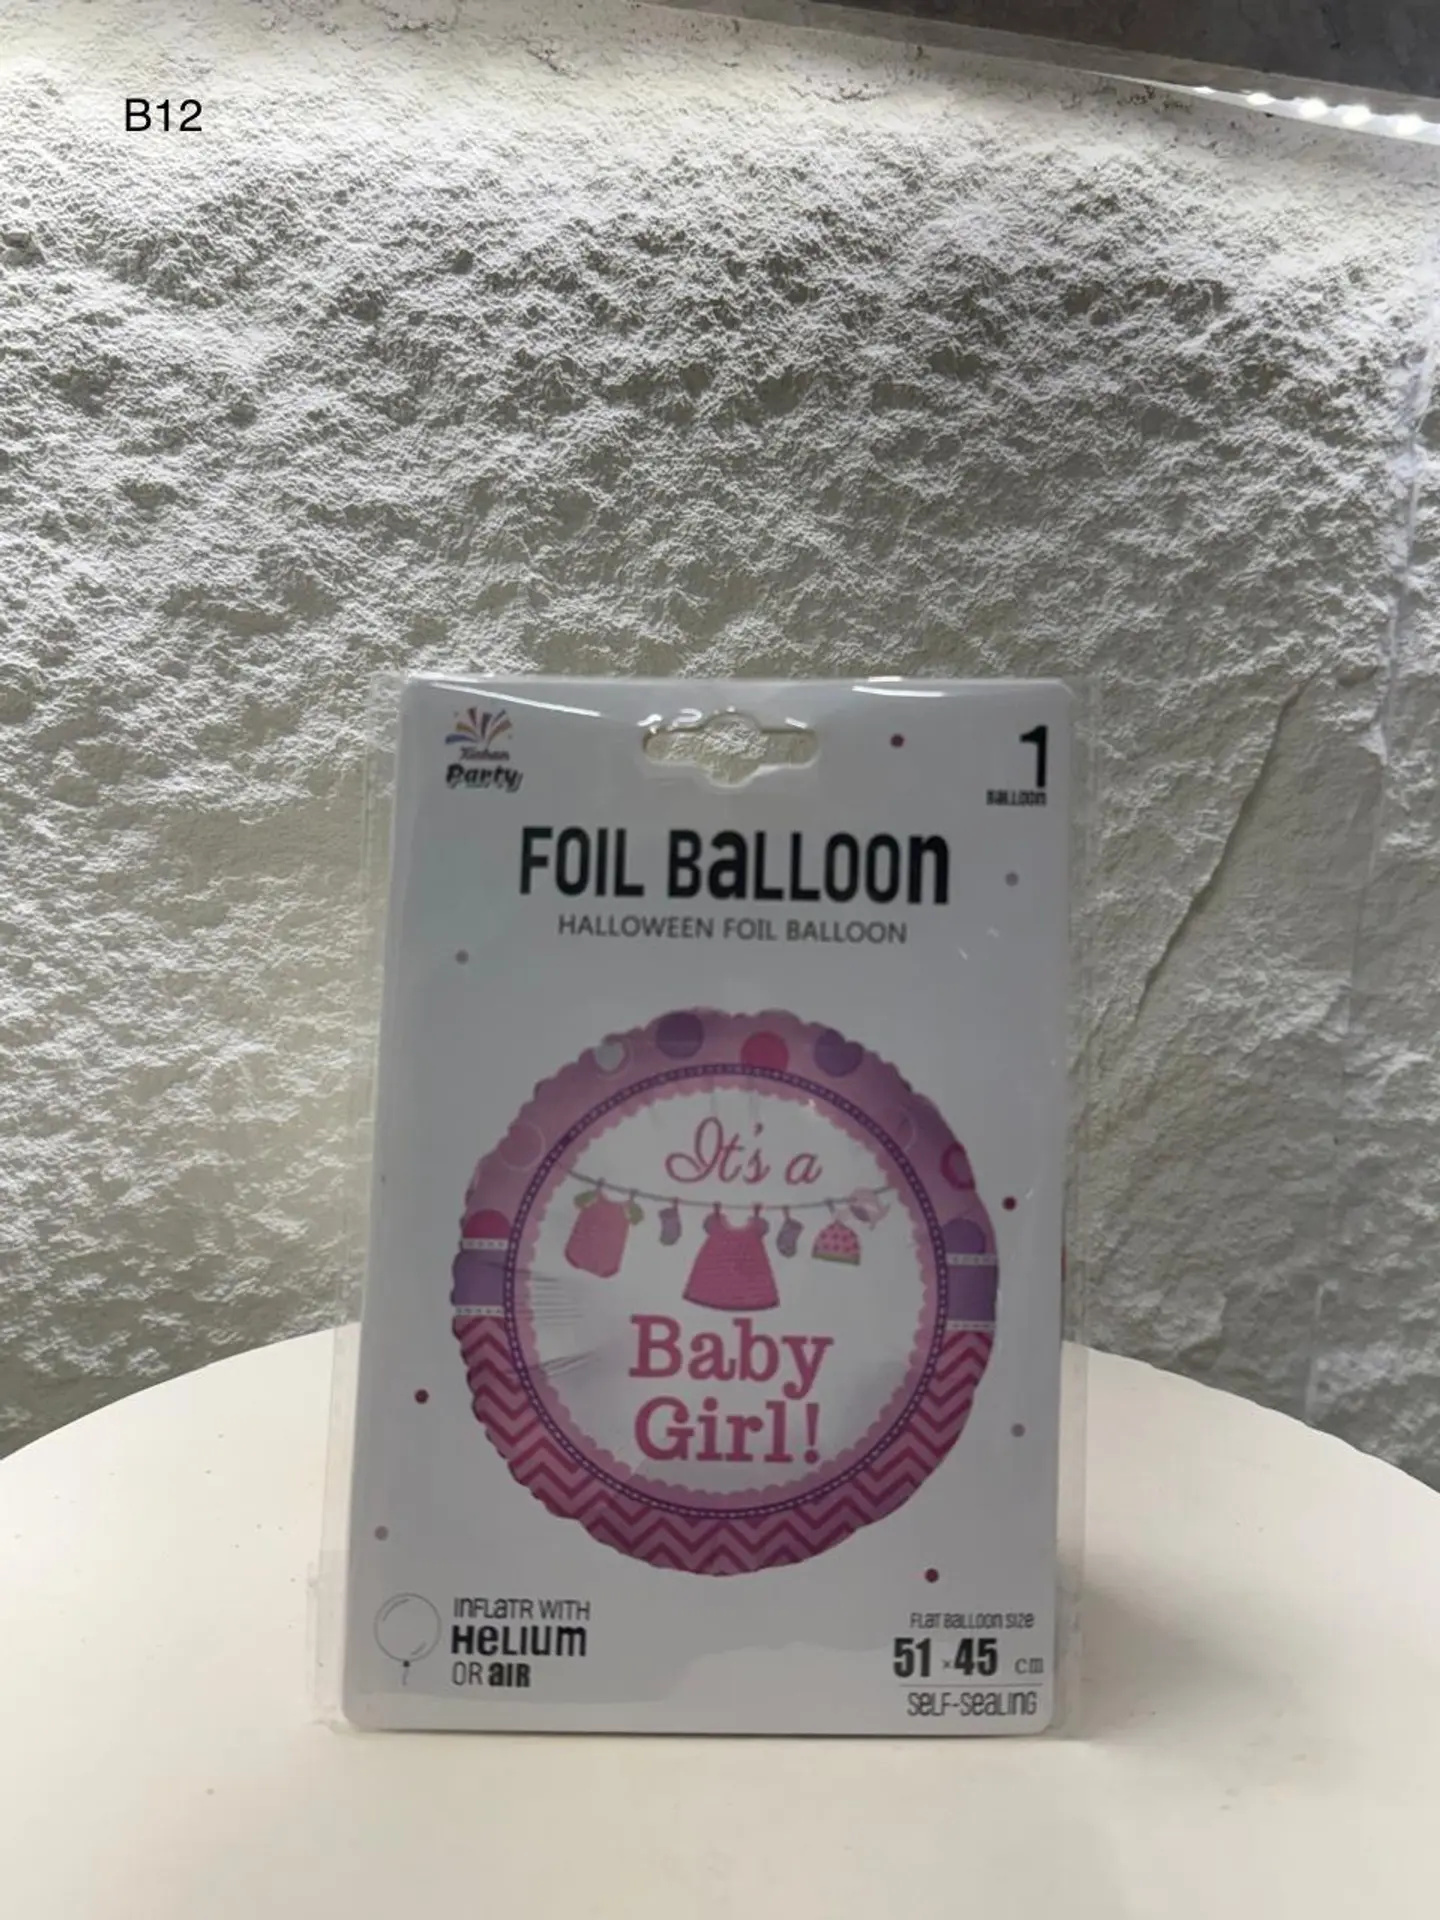 B12
Xinhan
Party
1
BALLOON
FOIL BaLLOOn
HALLOWEEN FOIL BALLOON
It's a
Baby
Girl!
InFLaTR WITH
HeLIUm
OR aIR
FLaT BaLLOOn SIZe
51×45 cm
SeLF-SeaLInG